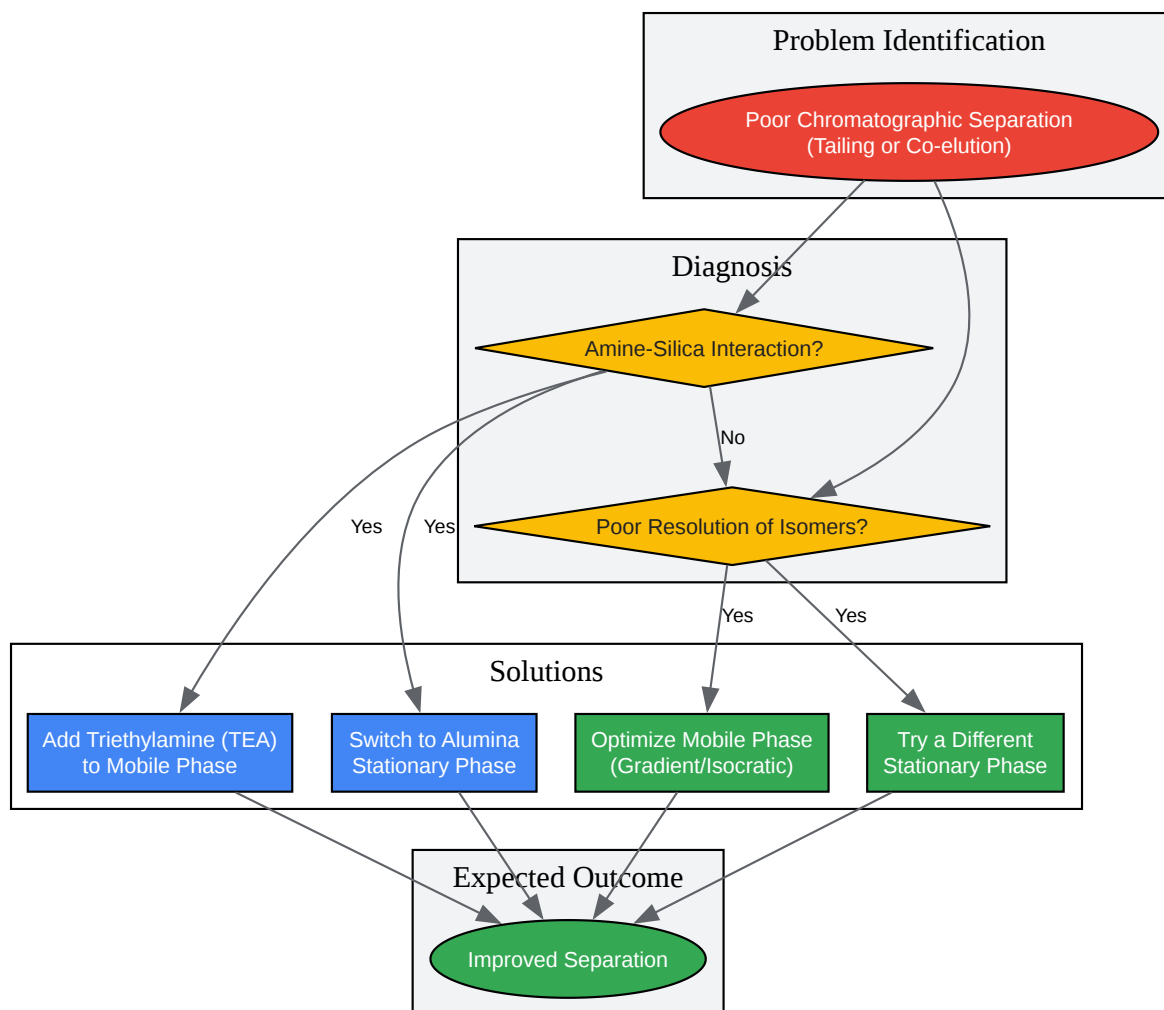 Problem Identification
Poor Chromatographic Separation
(Tailing or Co-elution)
Diagnosis
Amine-Silica Interaction?
No
Poor Resolution of Isomers?
Yes
Yes
Yes
Yes
Solutions
Add Triethylamine (TEA)
to Mobile Phase
Switch to Alumina
Stationary Phase
Optimize Mobile Phase
(Gradient/Isocratic)
Try a Different
Stationary Phase
Expected Outcome
Improved Separation